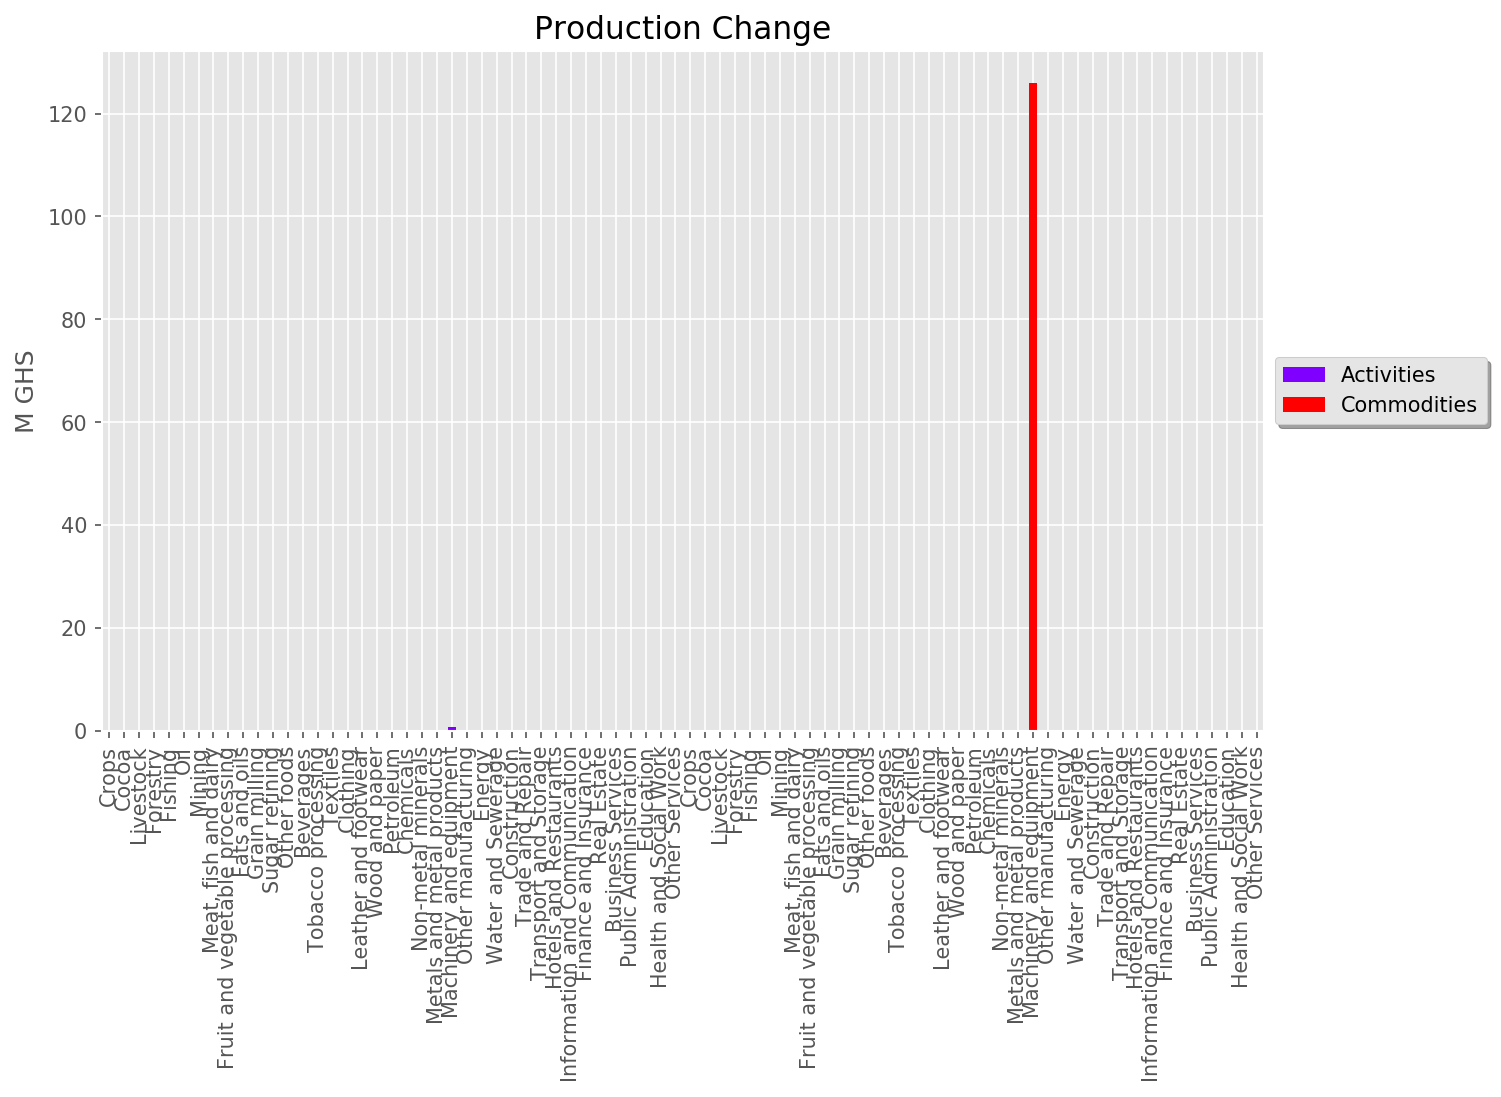 Production Change
M GHS
120
100
80
60
40
20
0
Crops
Cocoa
Livestock
Forestry
Fishing
Oil
Mining
Meat, fish and dairy
Fruit and vegetable processing
Fats and oils
Grain milling
Sugar refining
Other foods
Beverages
Tobacco processing
Textiles
Clothing
Leather and footwear
Wood and paper
Petroleum
Chemicals
Non-metal minerals
Metals and metal products
Machinery and equipment
Other manufacturing
Energy
Water and Sewerage
Construction
Trade and Repair
Transport and Storage
Hotels and Restaurants
Information and Communication
Finance and Insurance
Real Estate
Business Services
Public Administration
Education
Health and Social Work
Other Services
Crops
Cocoa
Livestock
Forestry
Fishing
Oil
Mining
Meat, fish and dairy
Fruit and vegetable processing
Fats and oils
Grain milling
Sugar refining
Other foods
Beverages
Tobacco processing
Textiles
Clothing
Leather and footwear
Wood and paper
Petroleum
Chemicals
Non-metal minerals
Metals and metal products
Machinery and equipment
Other manufacturing
Energy
Water and Sewerage
Construction
Trade and Repair
Transport and Storage
Hotels and Restaurants
Information and Communication
Finance and Insurance
Real Estate
Business Services
Public Administration
Education
Health and Social Work
Other Services
Activities
Commodities